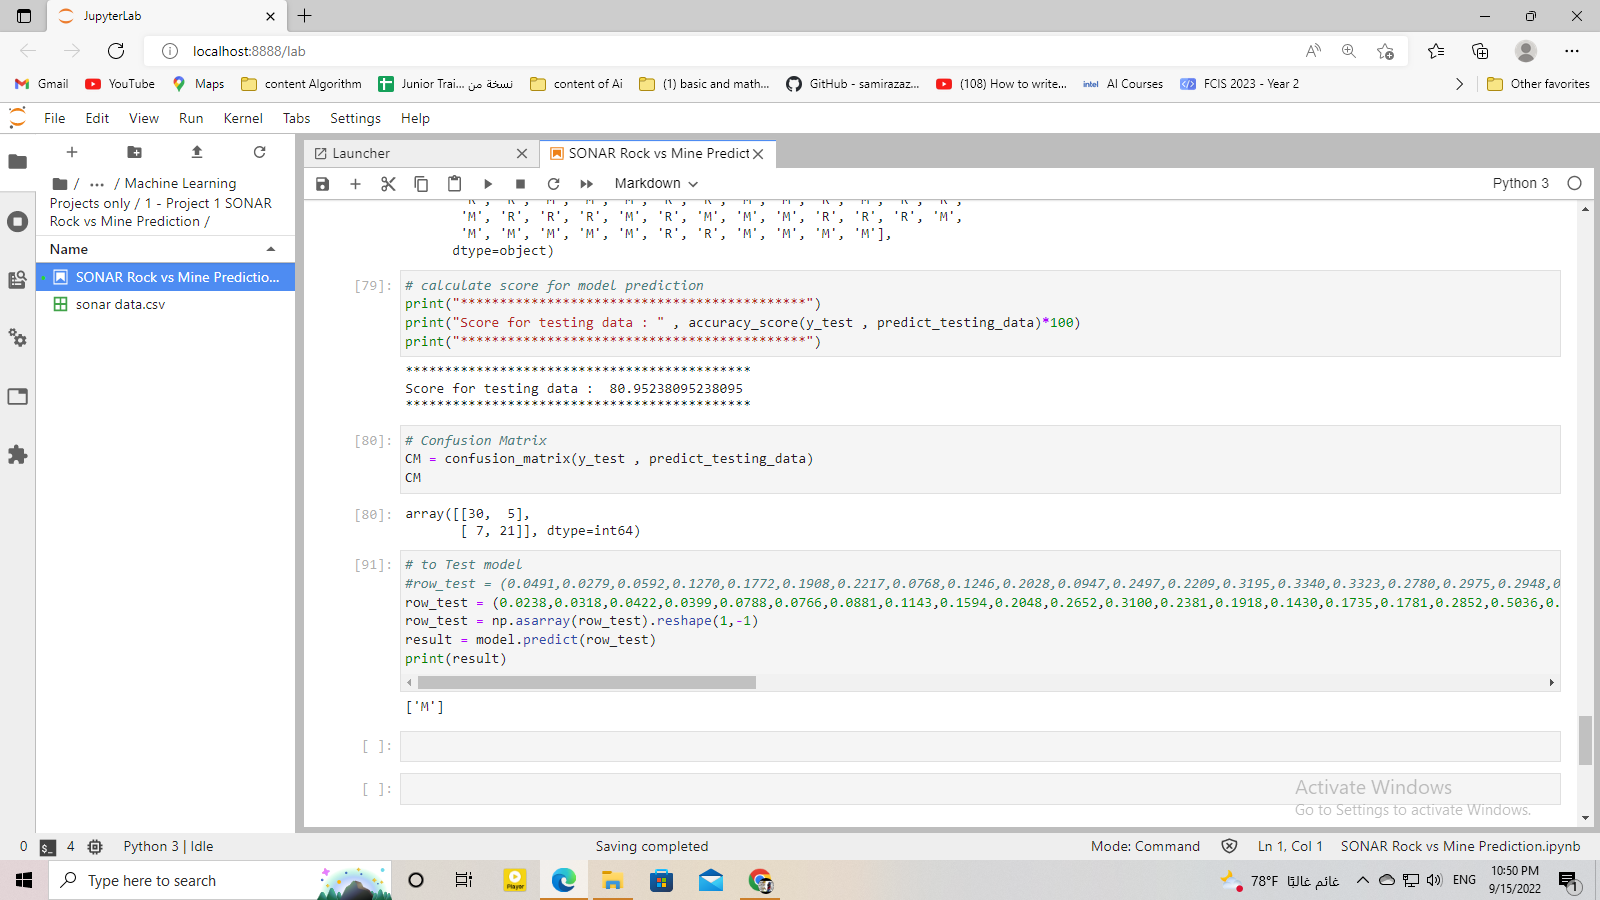 JupyterLab
localhost:8888/lab
Gmail
YouTube
Maps
content Algorithm
نسخة من Junior Trai...
content of Ai
(1) basic and math...
GitHub - samirazaz...
(108) How to write...
intel AI Courses
FCIS 2023 - Year 2
Other favorites
File Edit View Run Kernel Tabs Settings Help
/ ... / Machine Learning
Projects only / 1 - Project 1 SONAR
Rock vs Mine Prediction /
Name
SONAR Rock vs Mine Predictio...
sonar data.csv
Launcher
SONAR Rock vs Mine Predict
Markdown
Python 3
'M', 'R', 'R', 'R', 'M', 'R', 'M', 'M', 'M', 'R', 'R', 'R', 'M',
'M', 'M', 'M', 'M', 'M', 'R', 'R', 'M', 'M', 'M', 'M'],
dtype=object)
[79]: # calculate score for model prediction
print("********************************************")
print("Score for testing data : " , accuracy_score(y_test , predict_testing_data)*100)
print("********************************************")
********************************************
Score for testing data :  80.95238095238095
********************************************
[80]: # Confusion Matrix
CM = confusion_matrix(y_test , predict_testing_data)
CM
[80]: array([[30,  5],
[ 7, 21]], dtype=int64)
[91]: # to Test model
#row_test = (0.0491,0.0279,0.0592,0.1270,0.1772,0.1908,0.2217,0.0768,0.1246,0.2028,0.0947,0.2497,0.2209,0.3195,0.3340,0.3323,0.2780,0.2975,0.2948,0
row_test = (0.0238,0.0318,0.0422,0.0399,0.0788,0.0766,0.0881,0.1143,0.1594,0.2048,0.2652,0.3100,0.2381,0.1918,0.1430,0.1735,0.1781,0.2852,0.5036,0.
row_test = np.asarray(row_test).reshape(1,-1)
result = model.predict(row_test)
print(result)
['M']
[ ]:
[ ]:
Activate Windows
Go to Settings to activate Windows.
0 $_ 4 Python 3 | Idle
Saving completed
Mode: Command
Ln 1, Col 1
SONAR Rock vs Mine Prediction.ipynb
Type here to search
Player
78°F غائم غالبًا
ENG
10:50 PM
9/15/2022
1